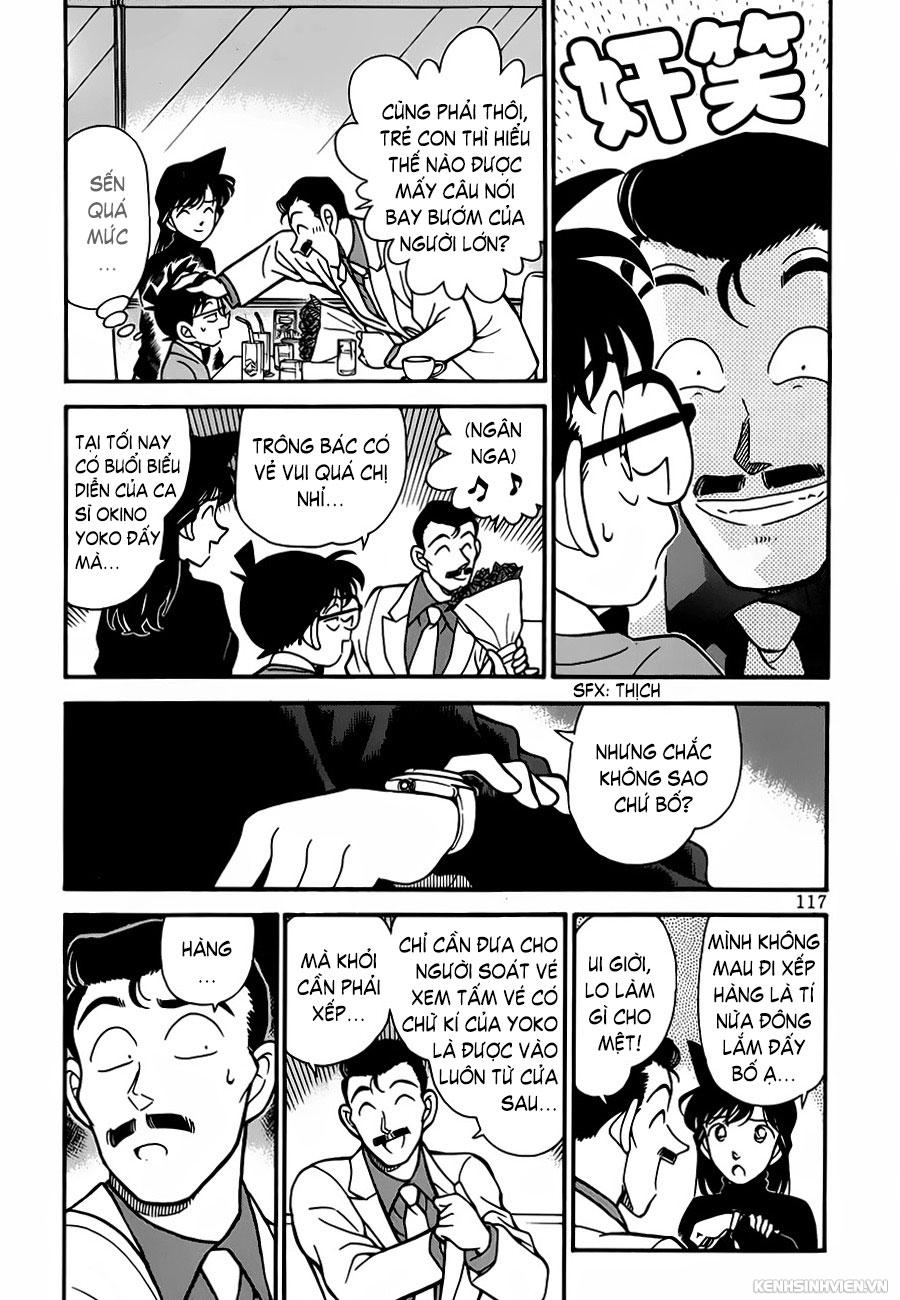 奸笑
CŨNG PHẢI THÔI,
TRẺ CON THÌ HIỂU
THẾ NÀO ĐƯỢC
MẤY CÂU NÓI
BAY BƯỚM CỦA
NGƯỜI LỚN?
SẾN
QUÁ
MỨC
...
(NGÂN
NGA)
TRÔNG BÁC CÓ
VẺ VUI QUÁ CHỊ
NHỈ...
TẠI TỐI NAY
CÓ BUỔI BIỂU
DIỄN CỦA CA
SĨ OKINO
YOKO ĐẤY
MÀ...
SFX: THỊCH
NHƯNG CHẮC
KHÔNG SAO
CHỨ BỐ?
117
MÌNH KHÔNG
MAU ĐI XẾP
HÀNG LÀ TÍ
NỮA ĐÔNG
LẮM ĐẤY
BỐ Ạ...
UI GIỜI,
LO LÀM
GÌ CHO
MỆT!
CHỈ CẦN ĐƯA CHO
NGƯỜI SOÁT VÉ
XEM TẤM VÉ CÓ
CHỮ KÍ CỦA YOKO
LÀ ĐƯỢC VÀO
LUÔN TỪ CỬA
SAU...
MÀ KHỎI
CẦN PHẢI
XẾP...
HÀNG
...
KENHSINHVIEN.VN